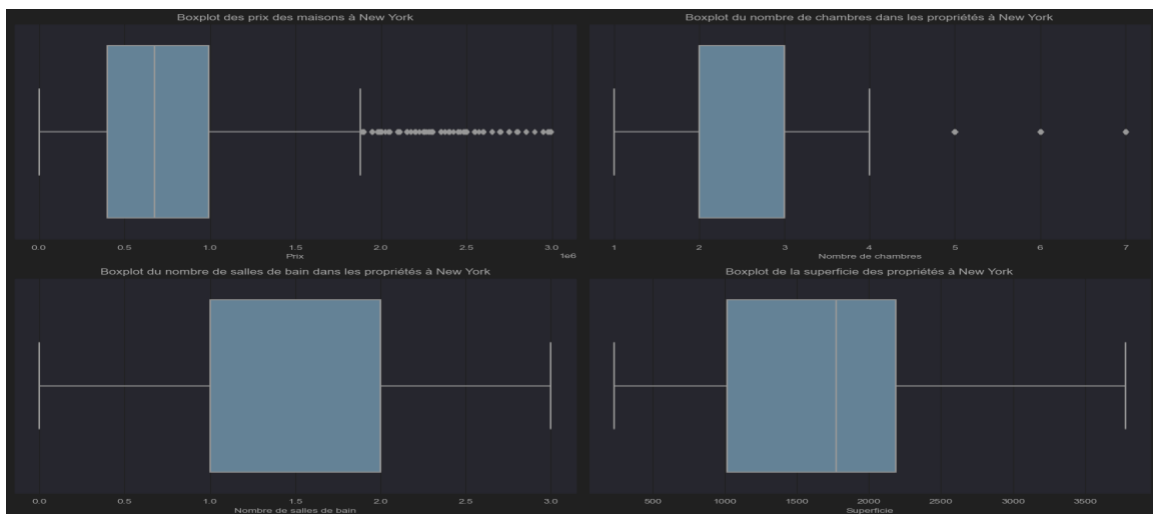 Boxplot des prix des maisons à New York
0.0 0.5 1.0 1.5 2.0 2.5 3.0
Prix
1e6
Boxplot du nombre de chambres dans les propriétés à New York
1 2 3 4 5 6 7
Nombre de chambres
Boxplot du nombre de salles de bain dans les propriétés à New York
0.0 0.5 1.0 1.5 2.0 2.5 3.0
Nombre de salles de bain
Boxplot de la superficie des propriétés à New York
500 1000 1500 2000 2500 3000 3500
Superficie